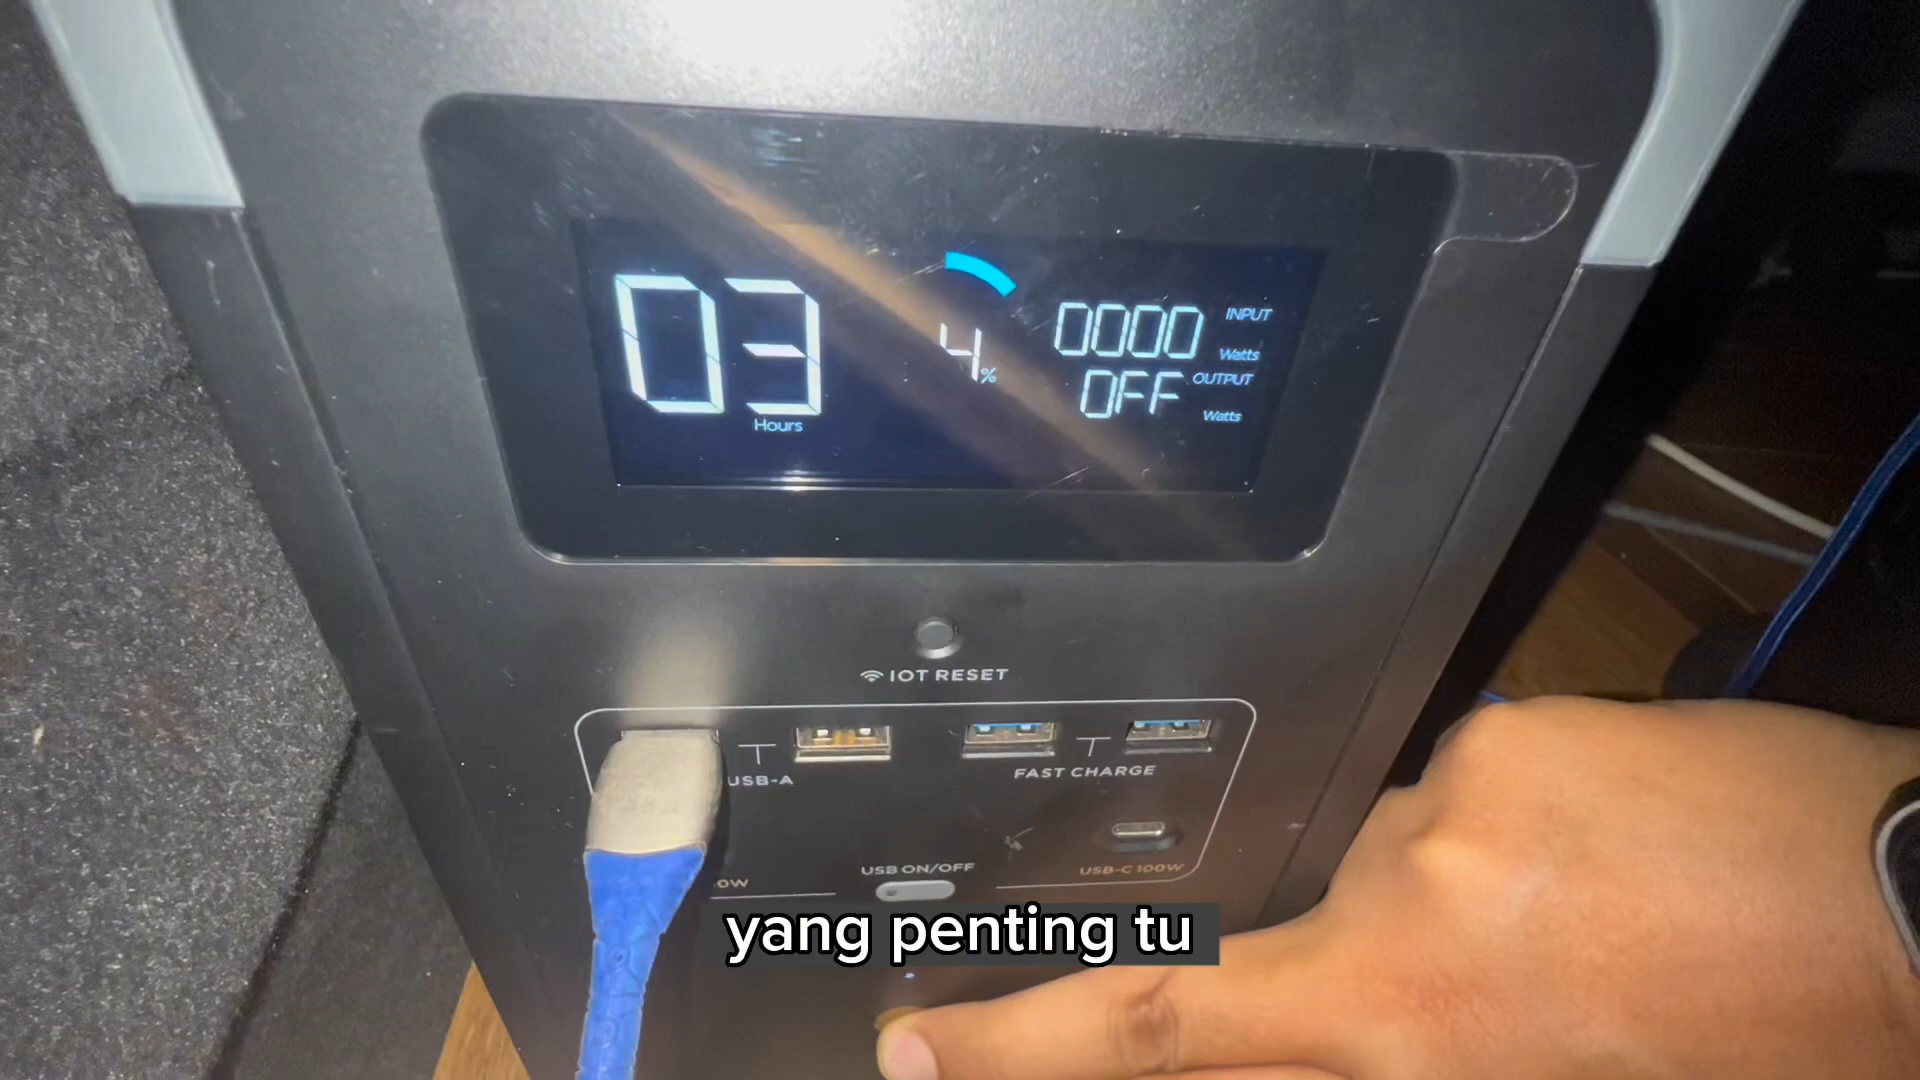 03
Hours
4%
0000 INPUT
Watts
OFF OUTPUT
Watts
IOT RESET
USB-A
FAST CHARGE
USB ON/OFF
USB-C 100W
yang penting tu